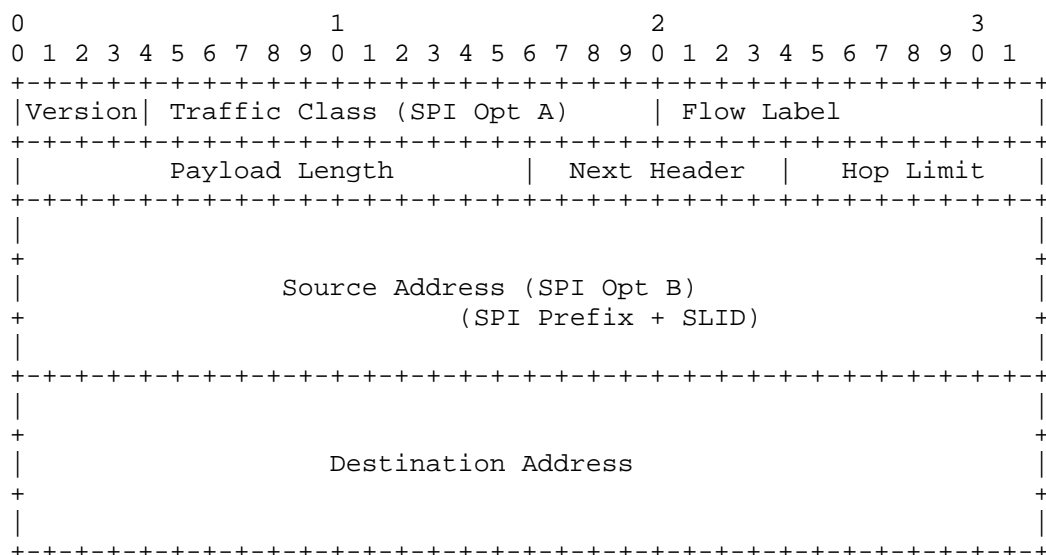 0                   1                   2                   3
0 1 2 3 4 5 6 7 8 9 0 1 2 3 4 5 6 7 8 9 0 1 2 3 4 5 6 7 8 9 0 1
+-+-+-+-+-+-+-+-+-+-+-+-+-+-+-+-+-+-+-+-+-+-+-+-+-+-+-+-+-+-+-+-+
|Version| Traffic Class (SPI Opt A)     | Flow Label            |
+-+-+-+-+-+-+-+-+-+-+-+-+-+-+-+-+-+-+-+-+-+-+-+-+-+-+-+-+-+-+-+-+
|         Payload Length        |  Next Header  |   Hop Limit   |
+-+-+-+-+-+-+-+-+-+-+-+-+-+-+-+-+-+-+-+-+-+-+-+-+-+-+-+-+-+-+-+-+
|                                                               |
+                                                               +
|                Source Address (SPI Opt B)                     |
+                           (SPI Prefix + SLID)                 +
|                                                               |
+-+-+-+-+-+-+-+-+-+-+-+-+-+-+-+-+-+-+-+-+-+-+-+-+-+-+-+-+-+-+-+-+
|                                                               |
+                                                               +
|                   Destination Address                         |
+                                                               +
|                                                               |
+-+-+-+-+-+-+-+-+-+-+-+-+-+-+-+-+-+-+-+-+-+-+-+-+-+-+-+-+-+-+-+-+